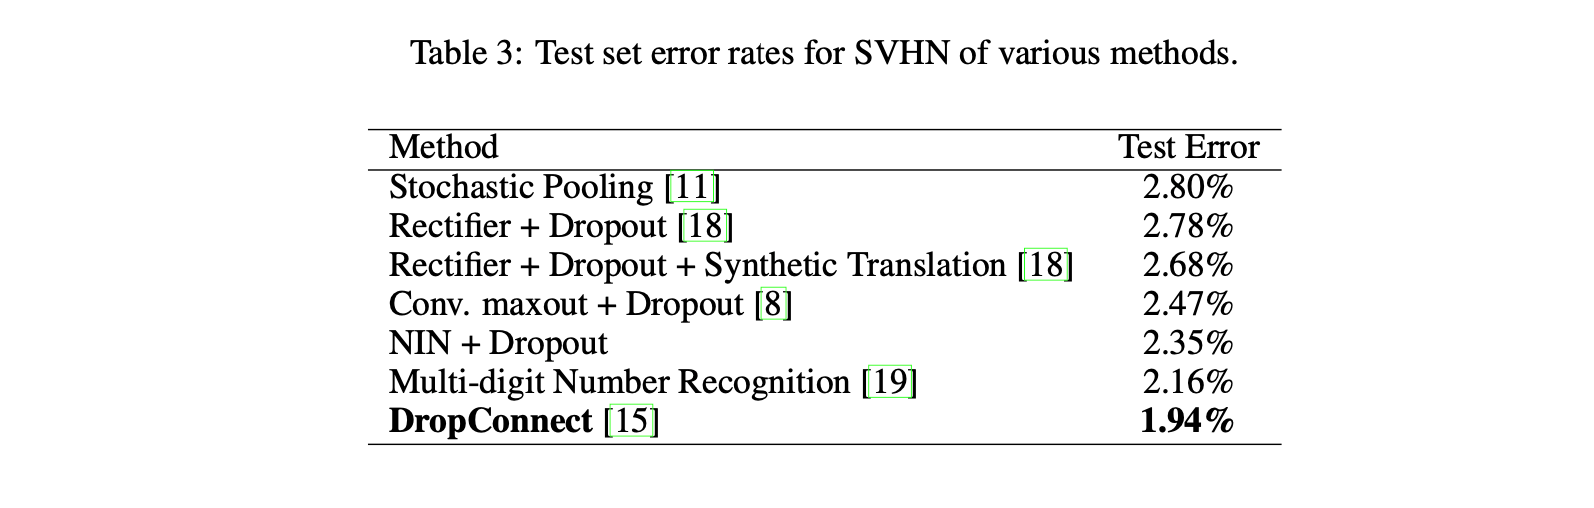 Table 3: Test set error rates for SVHN of various methods.
Method Test Error
Stochastic Pooling [11] 2.80%
Rectifier + Dropout [18] 2.78%
Rectifier + Dropout + Synthetic Translation [18] 2.68%
Conv. maxout + Dropout [8] 2.47%
NIN + Dropout 2.35%
Multi-digit Number Recognition [19] 2.16%
DropConnect [15] 1.94%